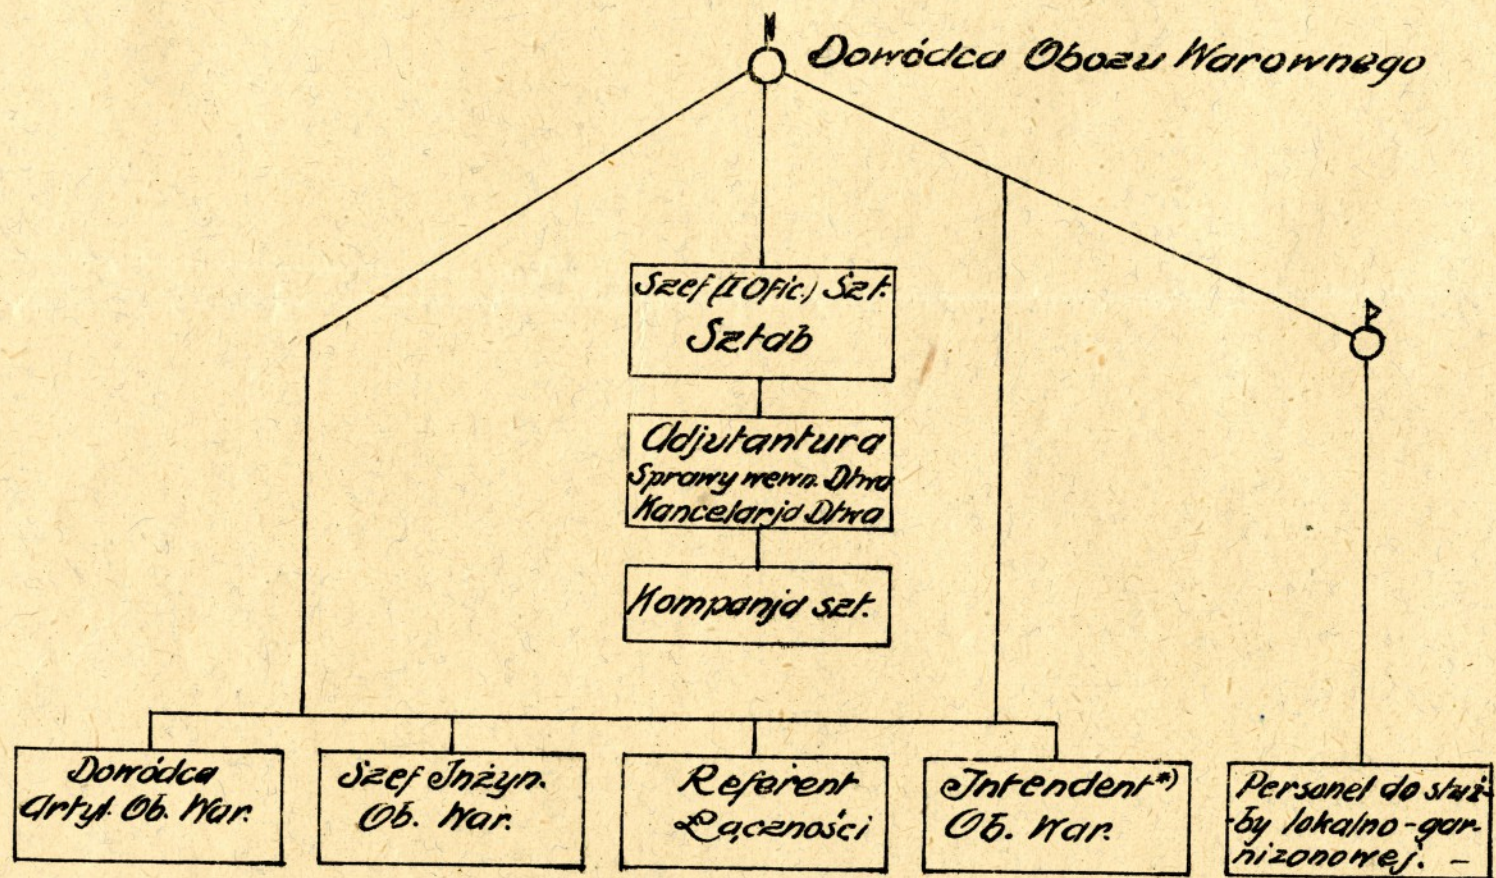 Dowódca Obozu Warownego
Szef (I Ofic.) Szt.
Sztab
Adjutantura
Sprawy wewn. Dtwa
Kancelarja Dtwa
Kompanja szt.
Dowódca
Artyl. Ob. War.
Szef Inżyn.
Ob. War.
Referent
Łączności
Intendent*)
Ob. War.
Personel do służ-
-by lokalno-gar-
nizonowej. -